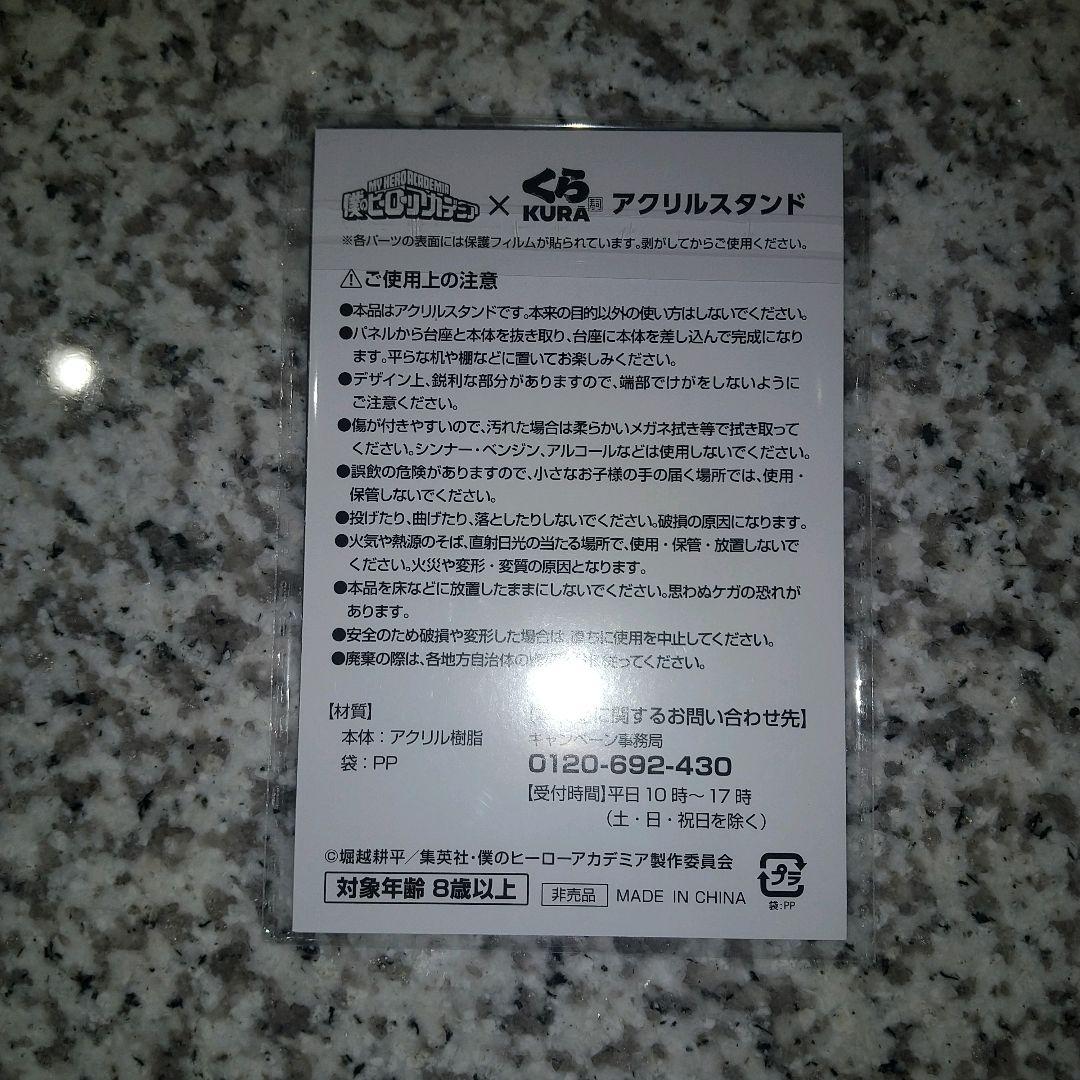 MY HERO ACADEMIA
僕のヒーローアカデミア × くら KURA アクリルスタンド
※各パーツの表面には保護フィルムが貼られています。剥がしてからご使用ください。
⚠ご使用上の注意
●本品はアクリルスタンドです。本来の目的以外の使い方はしないでください。
●パネルから台座と本体を抜き取り、台座に本体を差し込んで完成になり
ます。平らな机や棚などに置いてお楽しみください。
●デザイン上、鋭利な部分がありますので、端部でけがをしないように
ご注意ください。
●傷が付きやすいので、汚れた場合は柔らかいメガネ拭き等で拭き取って
ください。シンナー・ベンジン、アルコールなどは使用しないでください。
●誤飲の危険がありますので、小さなお子様の手の届く場所では、使用・
保管しないでください。
●投げたり、曲げたり、落としたりしないでください。破損の原因になります。
●火気や熱源のそば、直射日光の当たる場所で、使用・保管・放置しないで
ください。火災や変形・変質の原因となります。
●本品を床などに放置したままにしないでください。思わぬケガの恐れが
あります。
●安全のため破損や変形した場合は、直ちに使用を中止してください。
●廃棄の際は、各地方自治体の従ってください。
【材質】
本体：アクリル樹脂
袋：PP
に関するお問い合わせ先】
キャンペーン事務局
0120-692-430
【受付時間】平日10時〜17時
（土・日・祝日を除く）
©堀越耕平／集英社・僕のヒーローアカデミア製作委員会
対象年齢 8歳以上 非売品 MADE IN CHINA
プラ
袋:PP